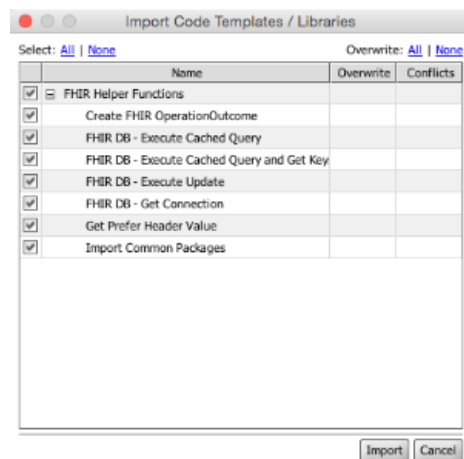 Import Code Templates / Libraries
Select: All | None Overwrite: All | None
Name Overwrite Conflicts
FHIR Helper Functions
Create FHIR OperationOutcome
FHIR DB - Execute Cached Query
FHIR DB - Execute Cached Query and Get Key
FHIR DB - Execute Update
FHIR DB - Get Connection
Get Prefer Header Value
Import Common Packages
Import Cancel